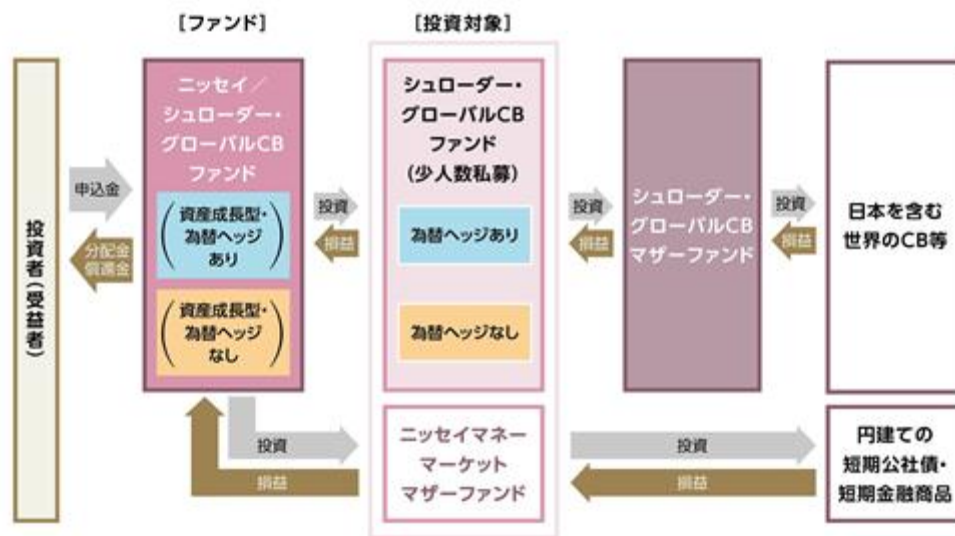 [ファンド]
[投資対象]
投資者(受益者)
申込金
分配金
償還金
ニッセイ／
シュローダー・
グローバルCB
ファンド
資産成長型・
為替ヘッジ
あり
資産成長型・
為替ヘッジ
なし
投資
損益
シュローダー・
グローバルCB
ファンド
(少人数私募)
為替ヘッジあり
為替ヘッジなし
投資
損益
シュローダー・
グローバルCB
マザーファンド
投資
損益
日本を含む
世界のCB等
投資
損益
ニッセイマネー
マーケット
マザーファンド
投資
損益
円建ての
短期公社債・
短期金融商品